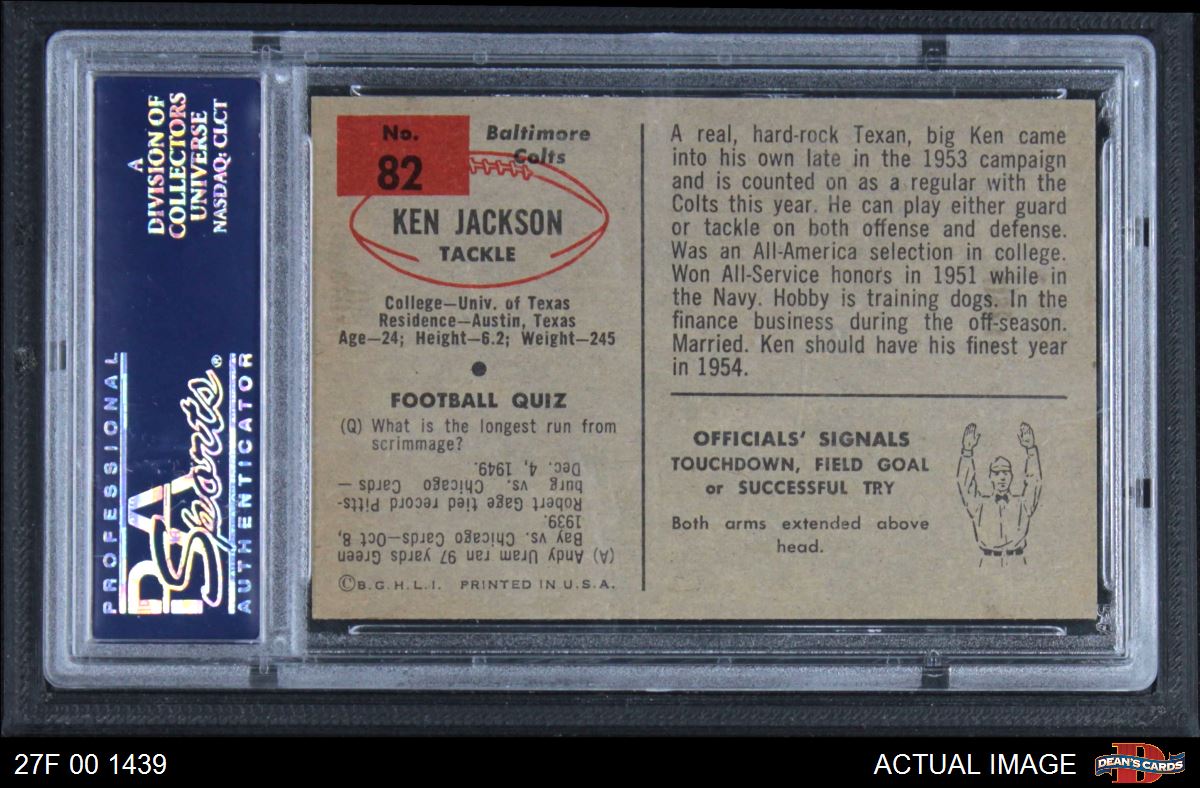 A
DIVISION OF
COLLECTORS
UNIVERSE
NASDAQ: CLCT
PROFESSIONAL
PSA
Sports®
AUTHENTICATOR
No.
82
Baltimore
Colts
KEN JACKSON
TACKLE
College—Univ. of Texas
Residence—Austin, Texas
Age—24; Height—6.2; Weight—245
FOOTBALL QUIZ
(Q) What is the longest run from
scrimmage?
(A) Andy Uram ran 97 yards Green
Bay vs. Chicago Cards—Oct 8,
1939.
Robert Gage tied record Pitts-
burg vs. Chicago Cards —
Dec. 4, 1949.
©B.G.H.L.I. PRINTED IN U.S.A.
A real, hard-rock Texan, big Ken came
into his own late in the 1953 campaign
and is counted on as a regular with the
Colts this year. He can play either guard
or tackle on both offense and defense.
Was an All-America selection in college.
Won All-Service honors in 1951 while in
the Navy. Hobby is training dogs. In the
finance business during the off-season.
Married. Ken should have his finest year
in 1954.
OFFICIALS' SIGNALS
TOUCHDOWN, FIELD GOAL
or SUCCESSFUL TRY
Both arms extended above
head.
27F 00 1439
ACTUAL IMAGE
D
DEAN'S CARDS